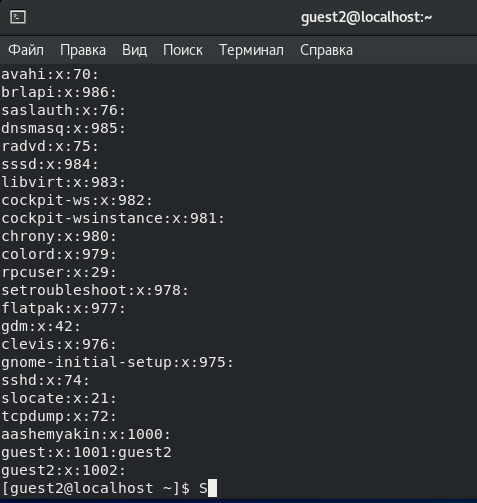 guest2@localhost:~
Файл Правка Вид Поиск Терминал Справка
avahi:x:70:
brlapi:x:986:
saslauth:x:76:
dnsmasq:x:985:
radvd:x:75:
sssd:x:984:
libvirt:x:983:
cockpit-ws:x:982:
cockpit-wsinstance:x:981:
chrony:x:980:
colord:x:979:
rpcuser:x:29:
setroubleshoot:x:978:
flatpak:x:977:
gdm:x:42:
clevis:x:976:
gnome-initial-setup:x:975:
sshd:x:74:
slocate:x:21:
tcpdump:x:72:
aashemyakin:x:1000:
guest:x:1001:guest2
guest2:x:1002:
[guest2@localhost ~]$ S